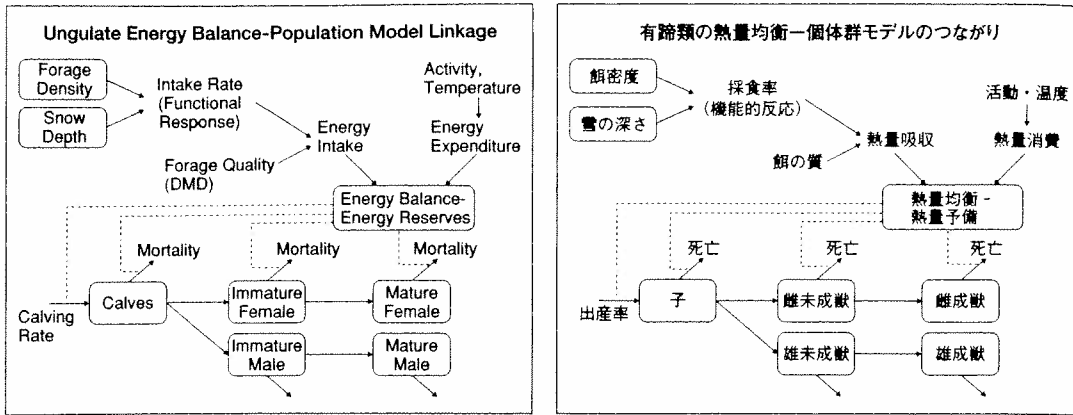 Ungulate Energy Balance-Population Model Linkage
Forage
Density
Snow
Depth
Intake Rate
(Functional
Response)
Activity,
Temperature
Energy
Intake
Energy
Expenditure
Forage Quality
(DMD)
Energy Balance-
Energy Reserves
Mortality
Mortality
Mortality
Calving
Rate
Calves
Immature
Female
Mature
Female
Immature
Male
Mature
Male
有蹄類の熱量均衡ー個体群モデルのつながり
餌密度
雪の深さ
採食率
(機能的反応)
活動・温度
熱量吸収
熱量消費
餌の質
熱量均衡 -
熱量予備
死亡
死亡
死亡
出産率
子
雌未成獣
雌成獣
雄未成獣
雄成獣